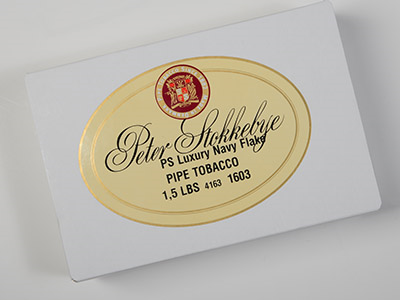 Peter Stokkebye
PS Luxury Navy Flake
PIPE TOBACCO
1,5 LBS 4163 1603